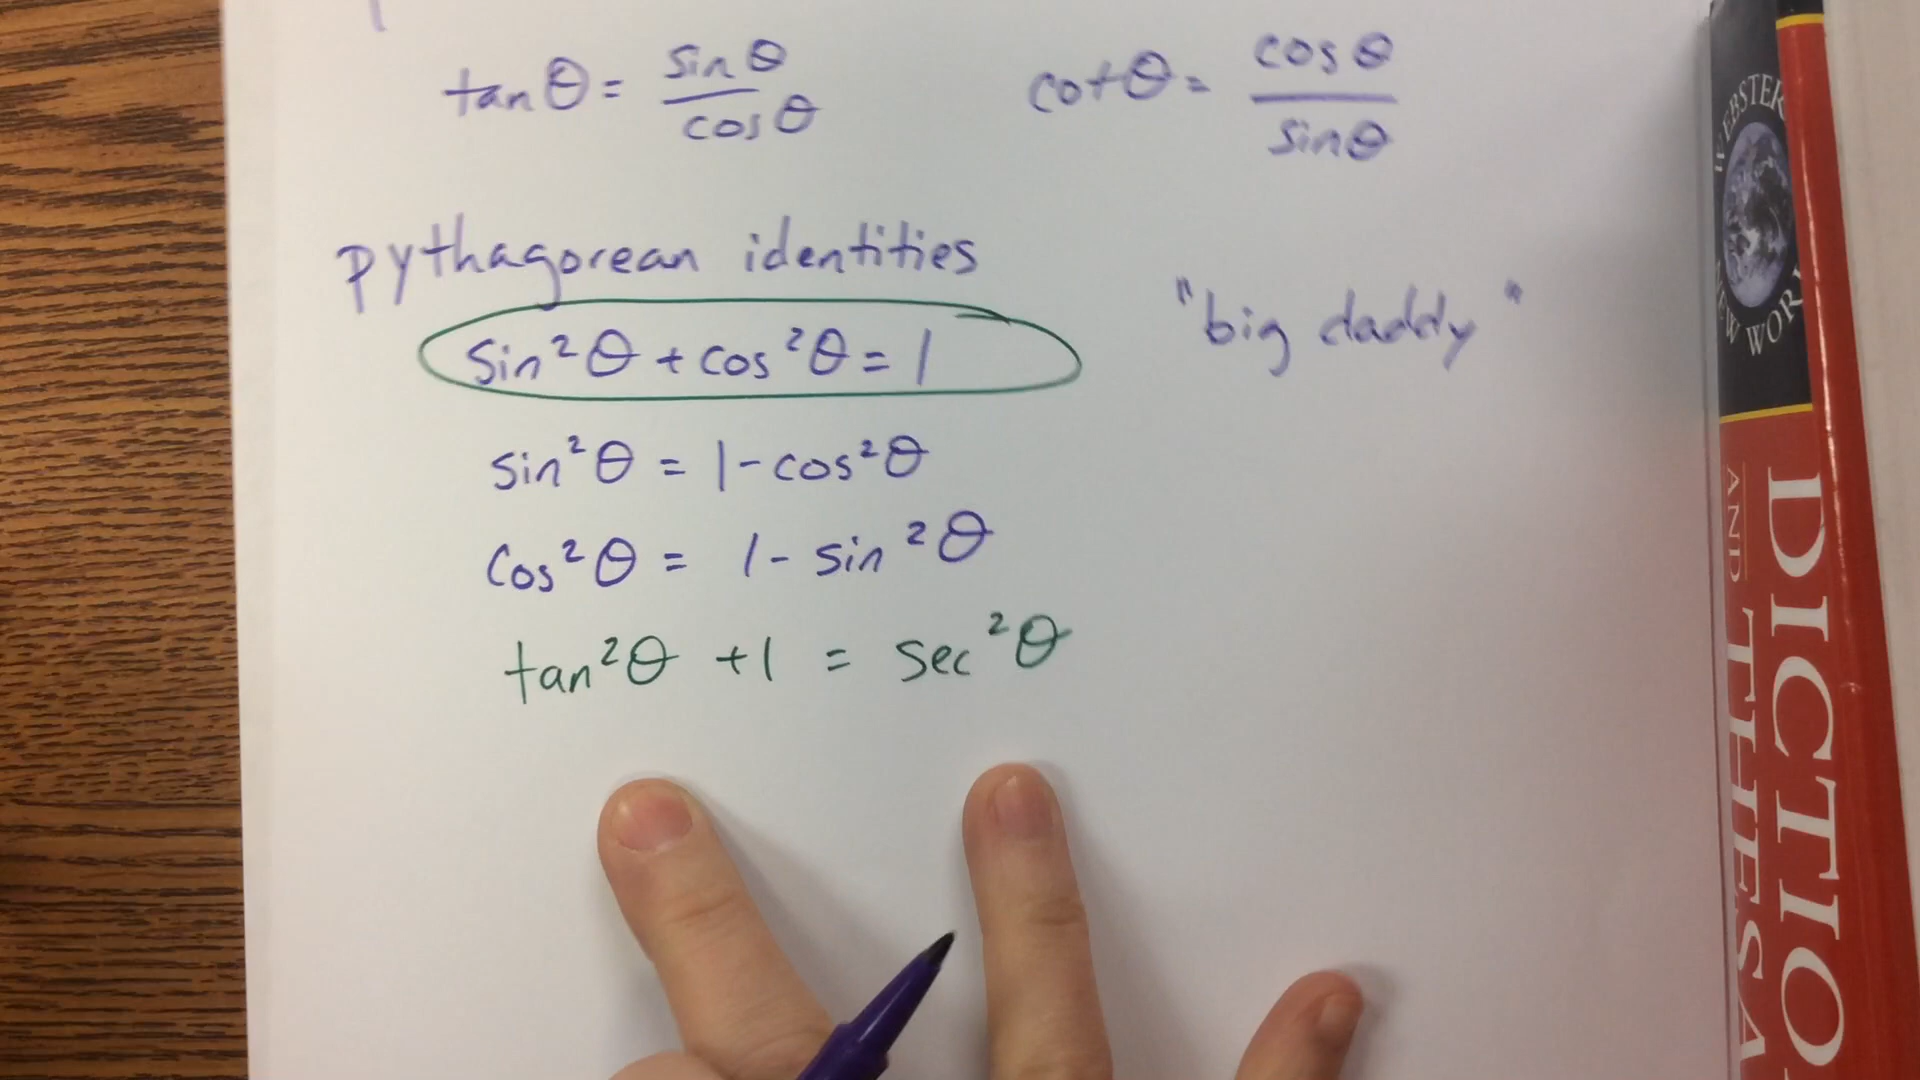 tanθ = sinθ/cosθ cotθ = cosθ/sinθ
pythagorean identities
sin²θ + cos²θ = 1 "big daddy"
sin²θ = 1 - cos²θ
cos²θ = 1 - sin²θ
tan²θ + 1 = sec²θ
WEBSTER'
NEW WORL
DICTIO
AND THESA